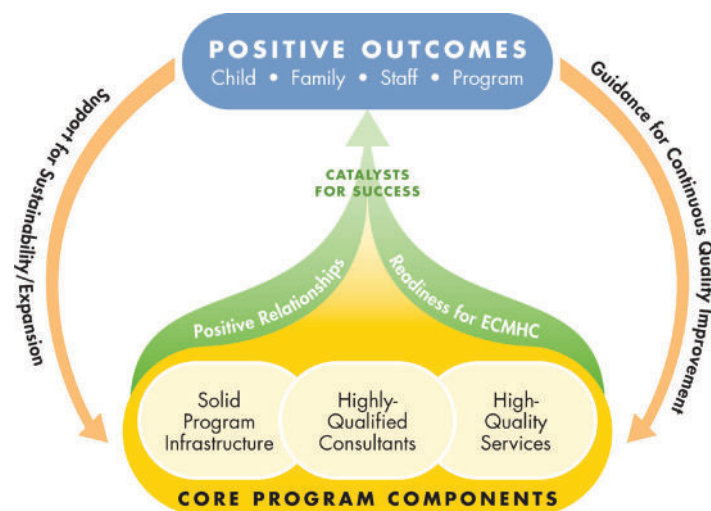 POSITIVE OUTCOMES
Child • Family • Staff • Program
Support for Sustainability/Expansion
Guidance for Continuous Quality Improvement
CATALYSTS
FOR SUCCESS
Positive Relationships
Readiness for ECMHC
Solid
Program
Infrastructure
Highly-
Qualified
Consultants
High-
Quality
Services
CORE PROGRAM COMPONENTS